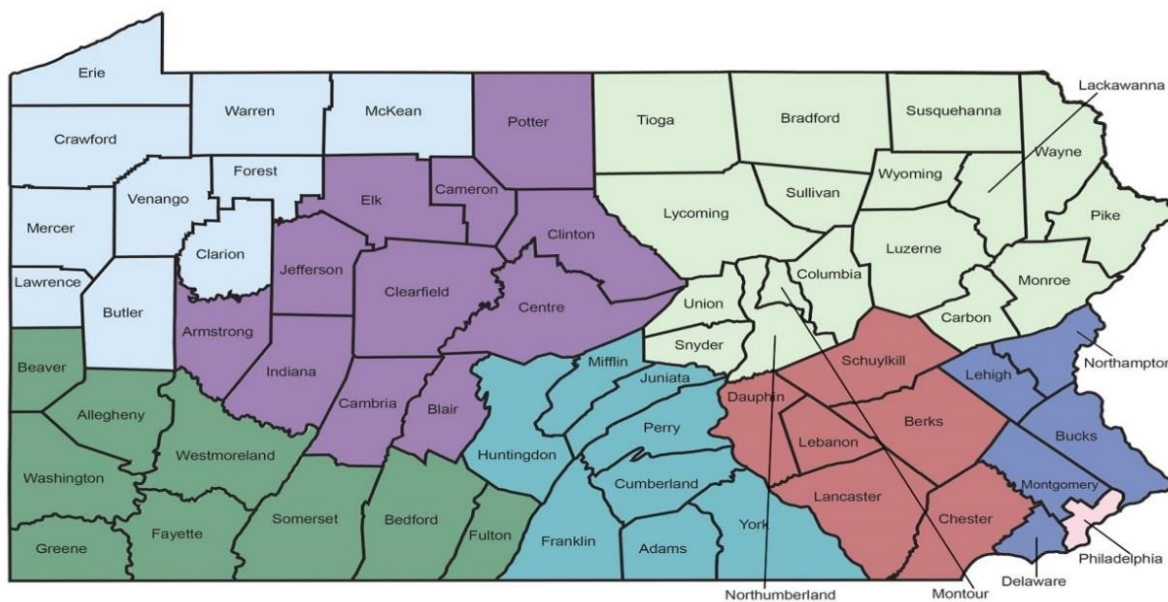 Erie
Warren
McKean
Potter
Tioga
Bradford
Susquehanna
Lackawanna
Crawford
Wayne
Forest
Wyoming
Venango
Elk
Cameron
Sullivan
Mercer
Lycoming
Pike
Clarion
Clinton
Luzerne
Jefferson
Columbia
Lawrence
Clearfield
Centre
Union
Monroe
Butler
Armstrong
Carbon
Snyder
Beaver
Indiana
Mifflin
Schuylkill
Northampton
Juniata
Lehigh
Allegheny
Cambria
Blair
Dauphin
Berks
Perry
Bucks
Lebanon
Westmoreland
Huntingdon
Washington
Cumberland
Montgomery
Lancaster
Somerset
Bedford
Chester
York
Fayette
Fulton
Franklin
Adams
Greene
Philadelphia
Delaware
Northumberland
Montour